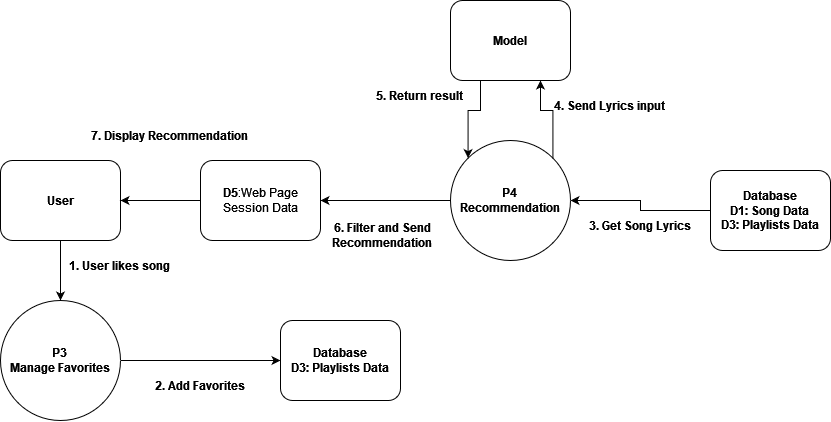 Model
5. Return result
4. Send Lyrics input
7. Display Recommendation
User
D5:Web Page
Session Data
P4
Recommendation
Database
D1: Song Data
D3: Playlists Data
6. Filter and Send
Recommendation
3. Get Song Lyrics
1. User likes song
P3
Manage Favorites
Database
D3: Playlists Data
2. Add Favorites